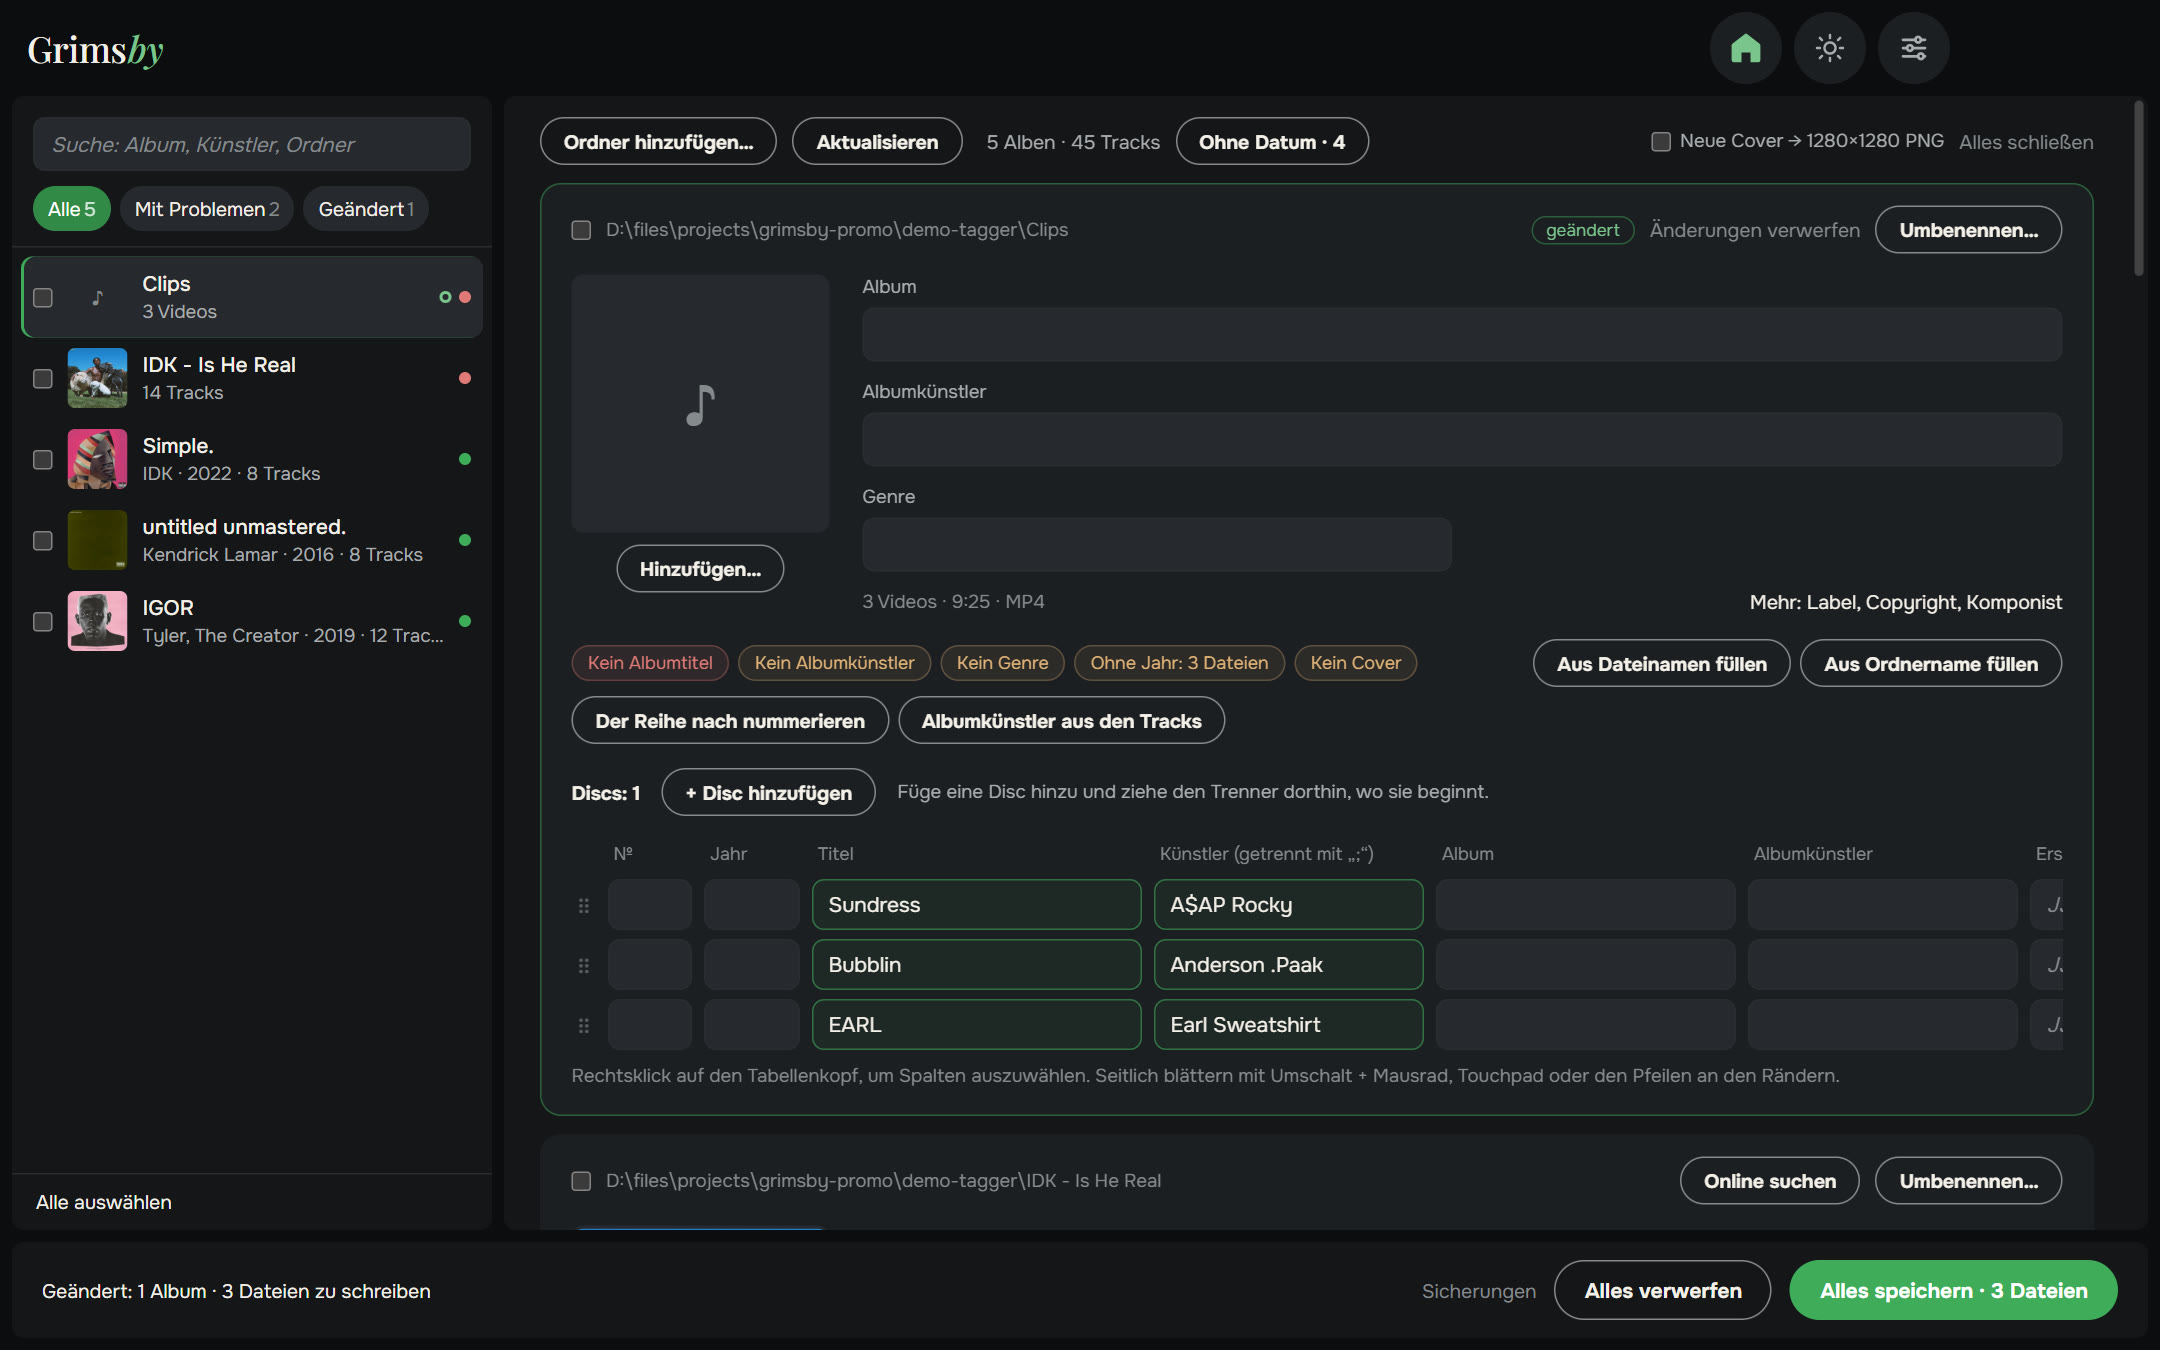 Grimsby
Suche: Album, Künstler, Ordner
Alle 5
Mit Problemen 2
Geändert 1
Clips
3 Videos
IDK - Is He Real
14 Tracks
Simple.
IDK · 2022 · 8 Tracks
untitled unmastered.
Kendrick Lamar · 2016 · 8 Tracks
IGOR
Tyler, The Creator · 2019 · 12 Trac...
Alle auswählen
Ordner hinzufügen... Aktualisieren 5 Alben · 45 Tracks Ohne Datum · 4 Neue Cover → 1280×1280 PNG Alles schließen
D:\files\projects\grimsby-promo\demo-tagger\Clips geändert Änderungen verwerfen Umbenennen...
Album
Albumkünstler
Genre
Hinzufügen...
3 Videos · 9:25 · MP4 Mehr: Label, Copyright, Komponist
Kein Albumtitel Kein Albumkünstler Kein Genre Ohne Jahr: 3 Dateien Kein Cover Aus Dateinamen füllen Aus Ordnername füllen
Der Reihe nach nummerieren Albumkünstler aus den Tracks
Discs: 1 + Disc hinzufügen Füge eine Disc hinzu und ziehe den Trenner dorthin, wo sie beginnt.
Nº Jahr Titel Künstler (getrennt mit „;“) Album Albumkünstler Ers
Sundress A$AP Rocky
Bubblin Anderson .Paak
EARL Earl Sweatshirt
Rechtsklick auf den Tabellenkopf, um Spalten auszuwählen. Seitlich blättern mit Umschalt + Mausrad, Touchpad oder den Pfeilen an den Rändern.
D:\files\projects\grimsby-promo\demo-tagger\IDK - Is He Real Online suchen Umbenennen...
Geändert: 1 Album · 3 Dateien zu schreiben Sicherungen Alles verwerfen Alles speichern · 3 Dateien